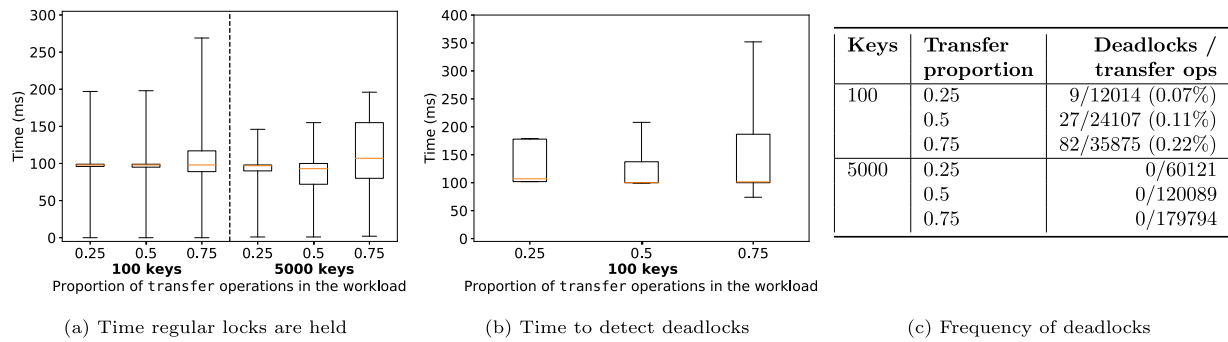 300
250
200
150
100
50
0
Time (ms)
0.25 0.5 0.75 0.25 0.5 0.75
100 keys 5000 keys
Proportion of transfer operations in the workload
(a) Time regular locks are held
400
350
300
250
200
150
100
50
0
Time (ms)
0.25 0.5 0.75
100 keys
Proportion of transfer operations in the workload
(b) Time to detect deadlocks
Keys Transfer Deadlocks /
proportion transfer ops
100 0.25 9/12014 (0.07%)
0.5 27/24107 (0.11%)
0.75 82/35875 (0.22%)
5000 0.25 0/60121
0.5 0/120089
0.75 0/179794
(c) Frequency of deadlocks